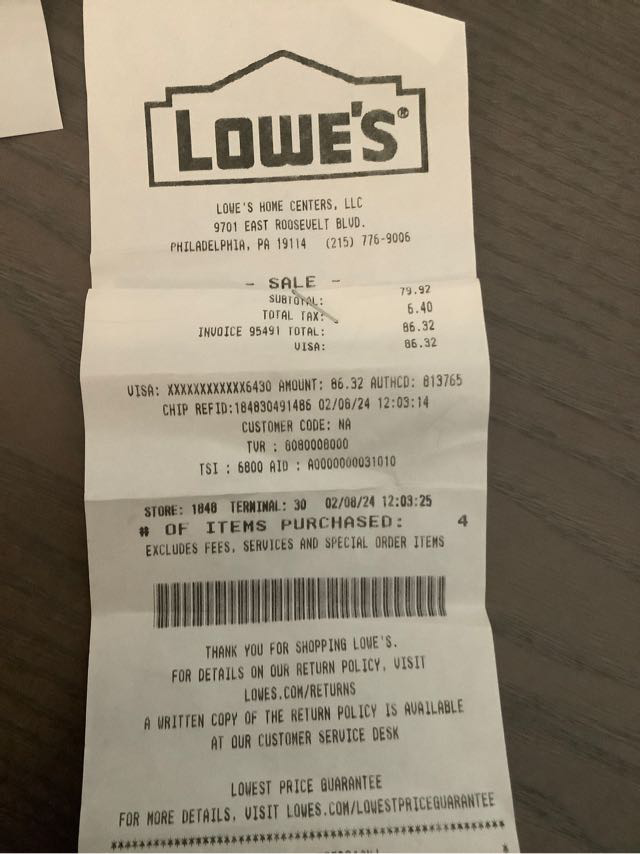 LOWE'S®
LOWE'S HOME CENTERS, LLC
9701 EAST ROOSEVELT BLVD.
PHILADELPHIA, PA 19114 (215) 776-9006
- SALE -
SUBTOTAL: 79.92
TOTAL TAX: 6.40
INVOICE 95491 TOTAL: 86.32
VISA: 86.32
VISA: XXXXXXXXXXXX6430 AMOUNT: 86.32 AUTHCD: 813765
CHIP REFID:184830491486 02/08/24 12:03:14
CUSTOMER CODE: NA
TVR : 8080008000
TSI : 6800 AID : A0000000031010
STORE: 1848 TERMINAL: 30 02/08/24 12:03:25
# OF ITEMS PURCHASED: 4
EXCLUDES FEES, SERVICES AND SPECIAL ORDER ITEMS
THANK YOU FOR SHOPPING LOWE'S.
FOR DETAILS ON OUR RETURN POLICY, VISIT
LOWES.COM/RETURNS
A WRITTEN COPY OF THE RETURN POLICY IS AVAILABLE
AT OUR CUSTOMER SERVICE DESK
LOWEST PRICE GUARANTEE
FOR MORE DETAILS, VISIT LOWES.COM/LOWESTPRICEGUARANTEE